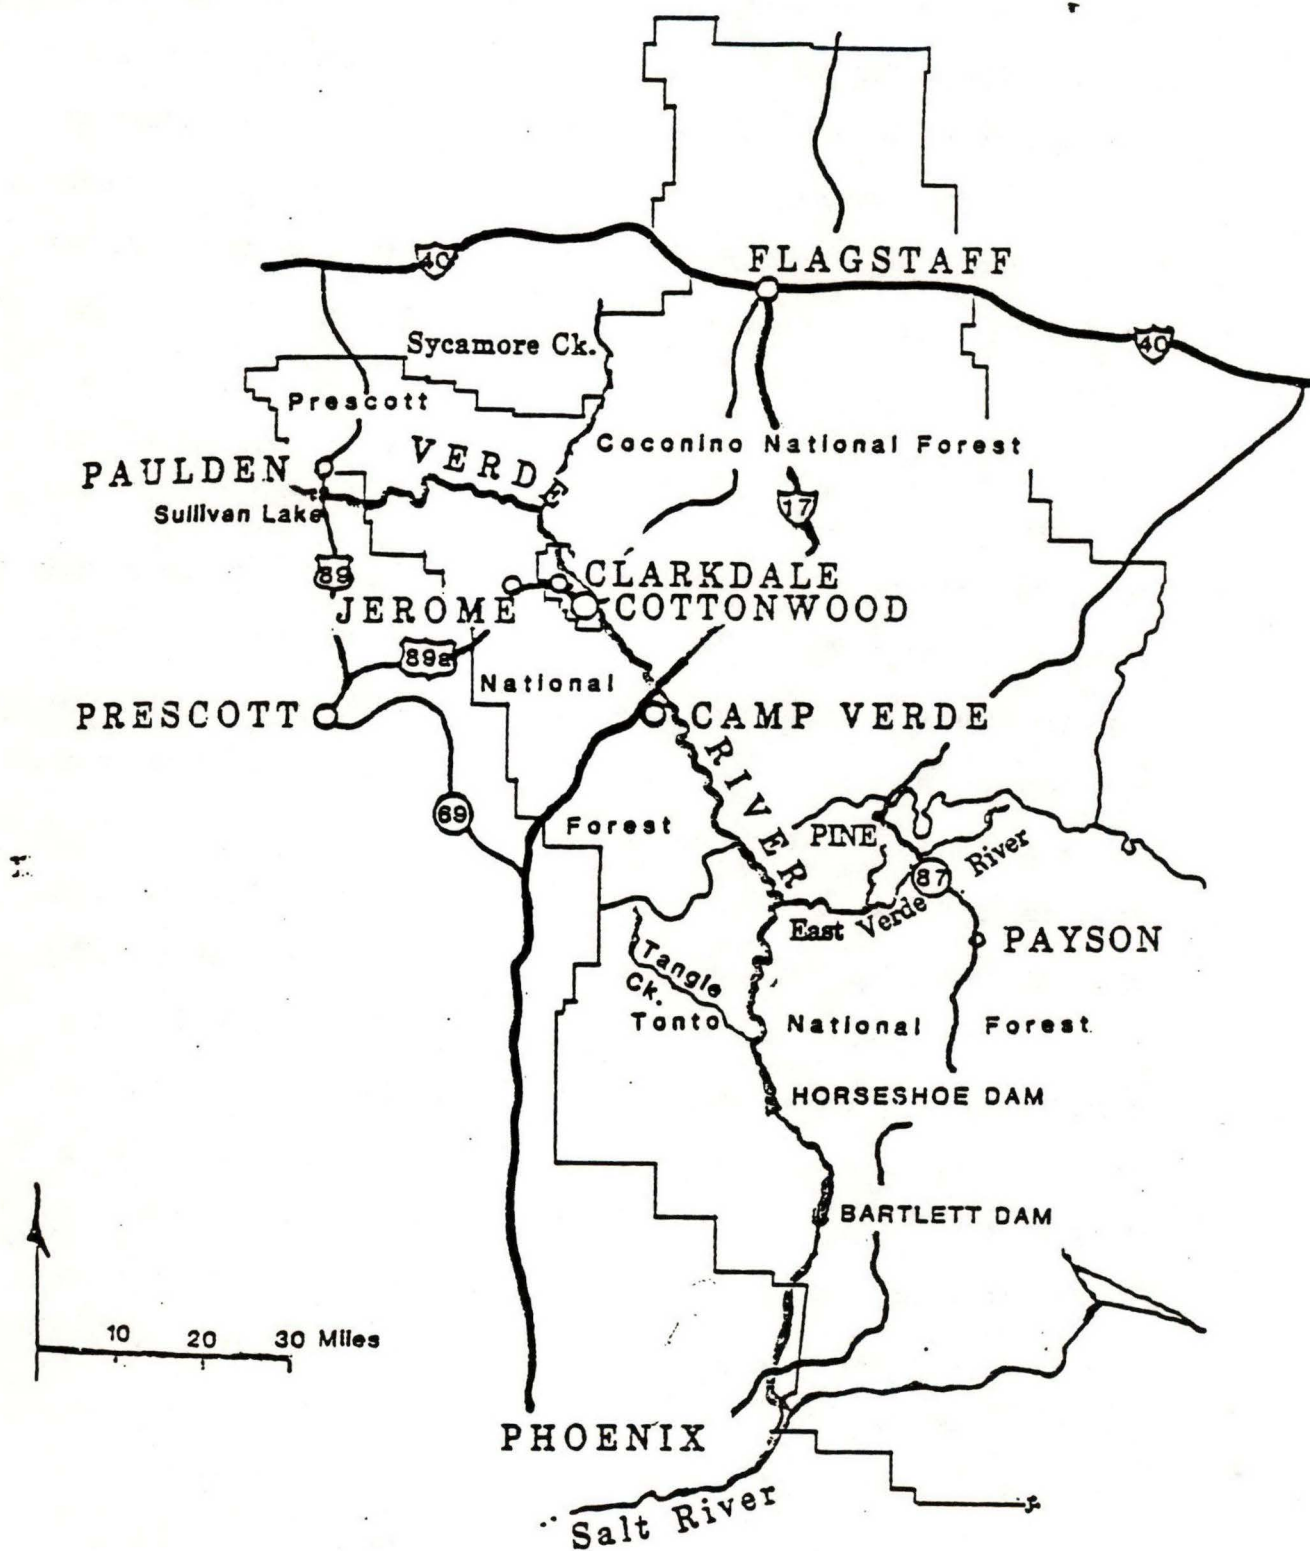 40
FLAGSTAFF
40
Sycamore Ck.
Prescott
Coconino National Forest
VERDE
PAULDEN
Sullivan Lake
17
89
CLARKDALE
JEROME
COTTONWOOD
89a
National
PRESCOTT
CAMP VERDE
RIVER
69
Forest
PINE
87
River
East Verde
PAYSON
Tangle
Ck.
Tonto National Forest
HORSESHOE DAM
BARTLETT DAM
10 20 30 Miles
PHOENIX
Salt River